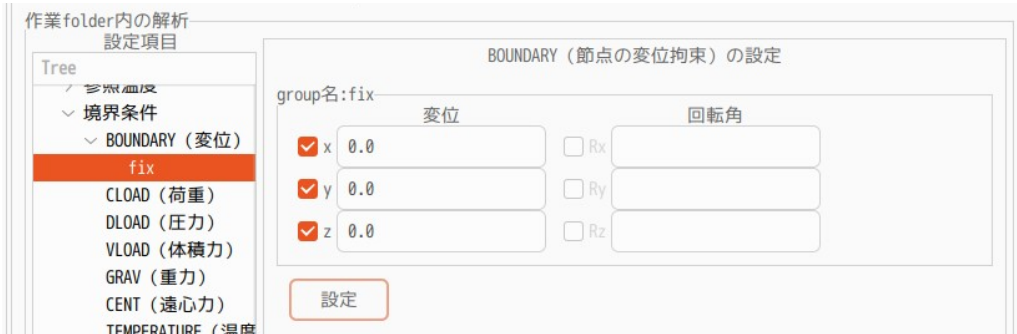 作業folder内の解析
設定項目
Tree
参照温度
境界条件
BOUNDARY (変位)
fix
CLOAD (荷重)
DLOAD (圧力)
VLOAD (体積力)
GRAV (重力)
CENT (遠心力)
TEMPERATURE (温度
BOUNDARY (節点の変位拘束) の設定
group名:fix
変位 回転角
x 0.0 Rx
y 0.0 Ry
z 0.0 Rz
設定